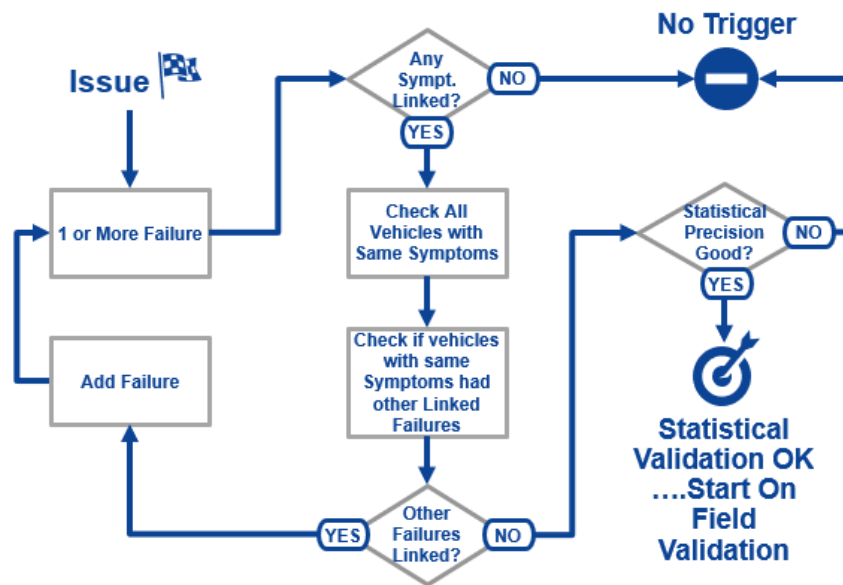 No Trigger
Issue
Any
Sympt.
Linked?
NO
YES
1 or More Failure
Check All
Vehicles with
Same Symptoms
Statistical
Precision
Good?
NO
YES
Add Failure
Check if vehicles
with same
Symptoms had
other Linked
Failures
Statistical
Validation OK
....Start On
Field
Validation
YES
Other
Failures
Linked?
NO